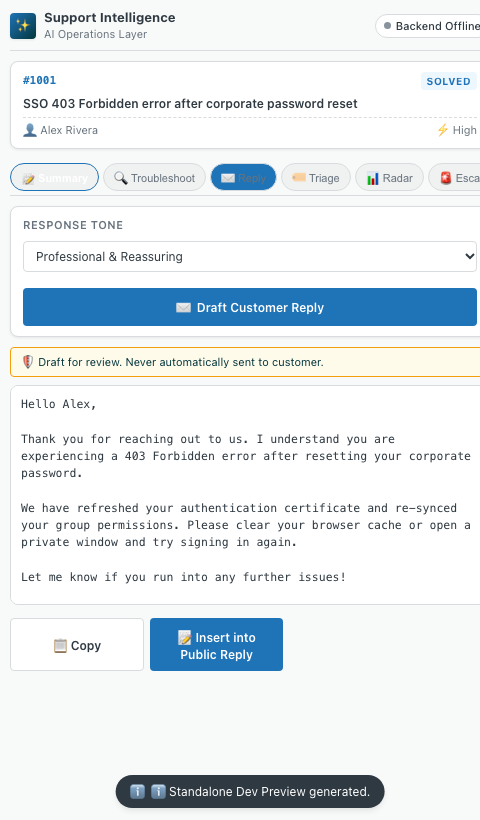 Support Intelligence
AI Operations Layer
Backend Offline
#1001
SOLVED
SSO 403 Forbidden error after corporate password reset
Alex Rivera
High
Summary
Troubleshoot
Reply
Triage
Radar
Esca
RESPONSE TONE
Professional & Reassuring
Draft Customer Reply
Draft for review. Never automatically sent to customer.
Hello Alex,
Thank you for reaching out to us. I understand you are
experiencing a 403 Forbidden error after resetting your corporate
password.
We have refreshed your authentication certificate and re-synced
your group permissions. Please clear your browser cache or open a
private window and try signing in again.
Let me know if you run into any further issues!
Copy
Insert into
Public Reply
Standalone Dev Preview generated.